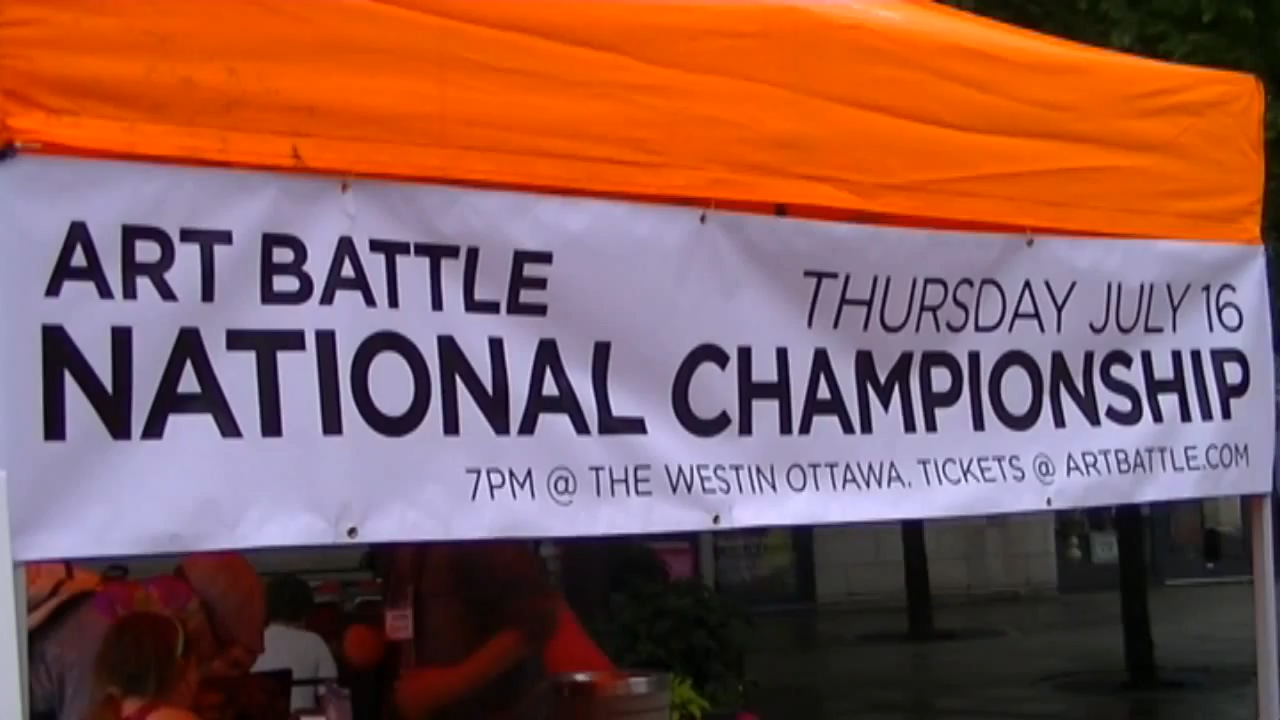 ART BATTLE
THURSDAY JULY 16
NATIONAL CHAMPIONSHIP
7PM @ THE WESTIN OTTAWA. TICKETS @ ARTBATTLE.COM